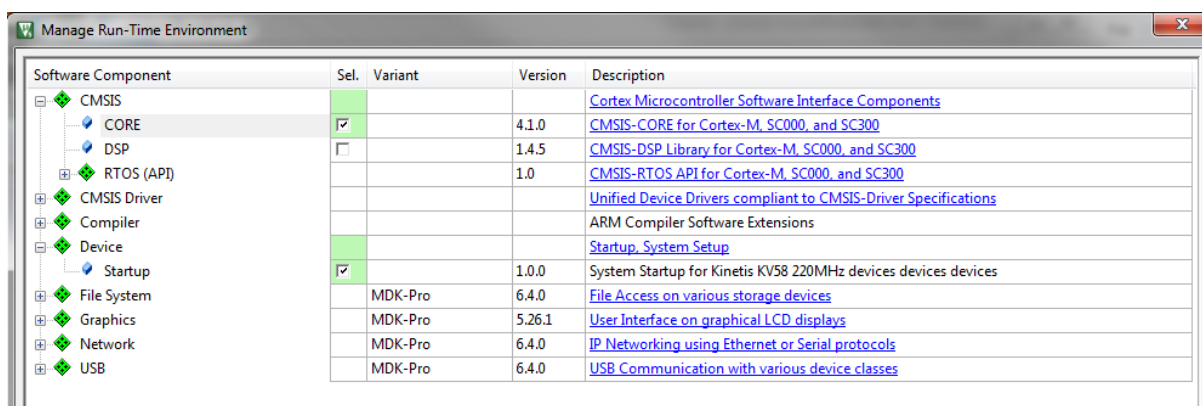 Manage Run-Time Environment
Software Component Sel. Variant Version Description
CMSIS Cortex Microcontroller Software Interface Components
CORE 4.1.0 CMSIS-CORE for Cortex-M, SC000, and SC300
DSP 1.4.5 CMSIS-DSP Library for Cortex-M, SC000, and SC300
RTOS (API) 1.0 CMSIS-RTOS API for Cortex-M, SC000, and SC300
CMSIS Driver Unified Device Drivers compliant to CMSIS-Driver Specifications
Compiler ARM Compiler Software Extensions
Device Startup, System Setup
Startup 1.0.0 System Startup for Kinetis KV58 220MHz devices devices devices
File System MDK-Pro 6.4.0 File Access on various storage devices
Graphics MDK-Pro 5.26.1 User Interface on graphical LCD displays
Network MDK-Pro 6.4.0 IP Networking using Ethernet or Serial protocols
USB MDK-Pro 6.4.0 USB Communication with various device classes